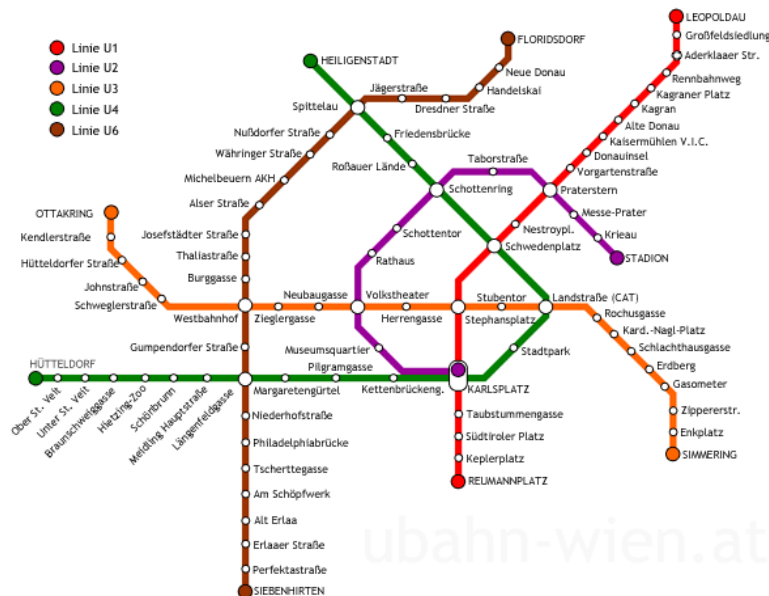 LEOPOLDAU
Großfeldsiedlung
Aderklaaer Str.
Rennbahnweg
Kagraner Platz
Kagran
Alte Donau
Kaisermühlen V.I.C.
Donauinsel
Vorgartenstraße
Praterstern
Linie U1
Linie U2
Linie U3
Linie U4
Linie U6
HEILIGENSTADT
FLORIDSDORF
Neue Donau
Handelskai
Dresner Straße
Jägerstraße
Spittelau
Nußdorfer Straße
Währinger Straße
Michelbeuern AKH
Alser Straße
Josefstädter Straße
Thaliastraße
Burggasse
Friedensbrücke
Roßauer Lände
Taborstraße
Schottenring
Schottentor
Rathaus
Messe-Prater
Krieau
STADION
Nestroypl.
Schwedenplatz
OTTAKRING
Kendlerstraße
Hütteldorfer Straße
Johnstraße
Schweglerstraße
Westbahnhof
Zieglergasse
Neubaugasse
Volkstheater
Herrengasse
Stephansplatz
Stubentor
Landstraße (CAT)
Rochusgasse
Kard.-Nagl-Platz
Schlachthausgasse
Erdberg
Gasometer
Zippererstr.
Enkplatz
SIMMERING
Gumpendorfer Straße
Museumsquartier
Pilgramgasse
Stadtpark
HÜTTELDORF
Ober St. Veit
Unter St. Veit
Braunschweiggasse
Hietzing-Zoo
Schönbrunn
Meidling Hauptstraße
Längenfeldgasse
Margaretengürtel
Kettenbrückeng.
KARLSPLATZ
Taubstummengasse
Südtiroler Platz
Keplerplatz
REUMANNPLATZ
Niederhofstraße
Philadelphiabrücke
Tscherttegasse
Am Schöpfwerk
Alt Erlaa
Erlaaer Straße
Perfektastraße
SIEBENHIRTEN
ubahn-wien.at